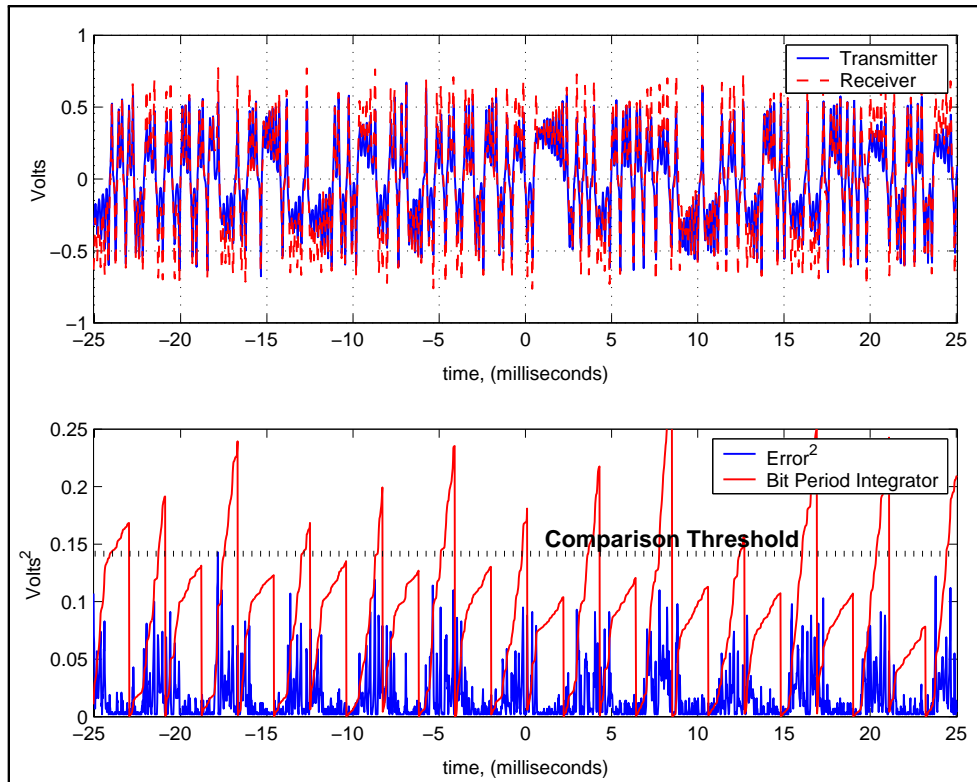 1
0.5
0
−0.5
−1
Volts
Transmitter
Receiver
−25 −20 −15 −10 −5 0 5 10 15 20 25
time, (milliseconds)
0.25
0.2
0.15
0.1
0.05
0
Volts²
Error²
Bit Period Integrator
Comparison Threshold
−25 −20 −15 −10 −5 0 5 10 15 20 25
time, (milliseconds)